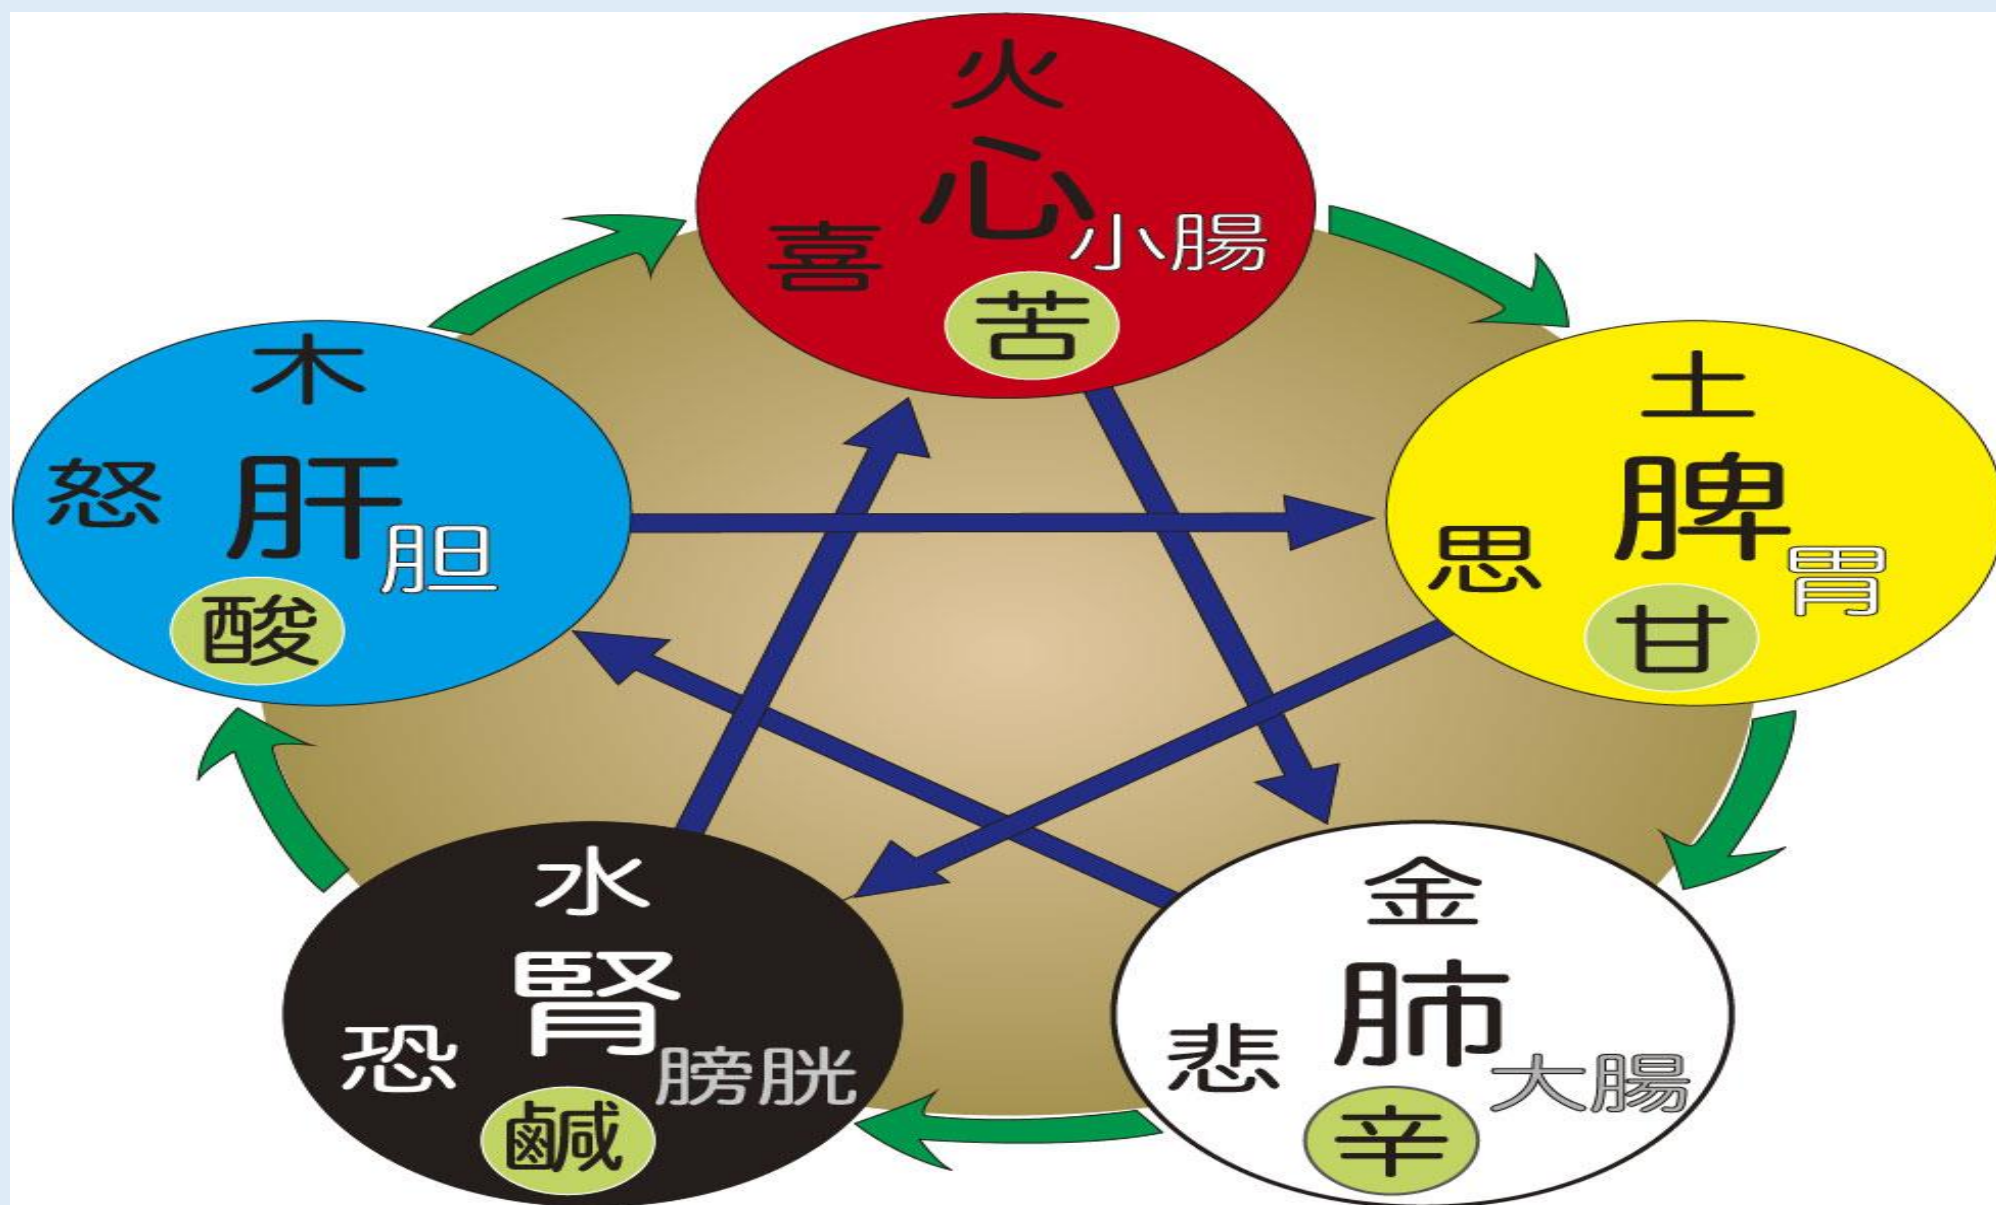 火
心
喜
小腸
苦
木
肝
怒
胆
酸
土
脾
思
胃
甘
水
腎
恐
膀胱
鹹
金
肺
悲
大腸
辛